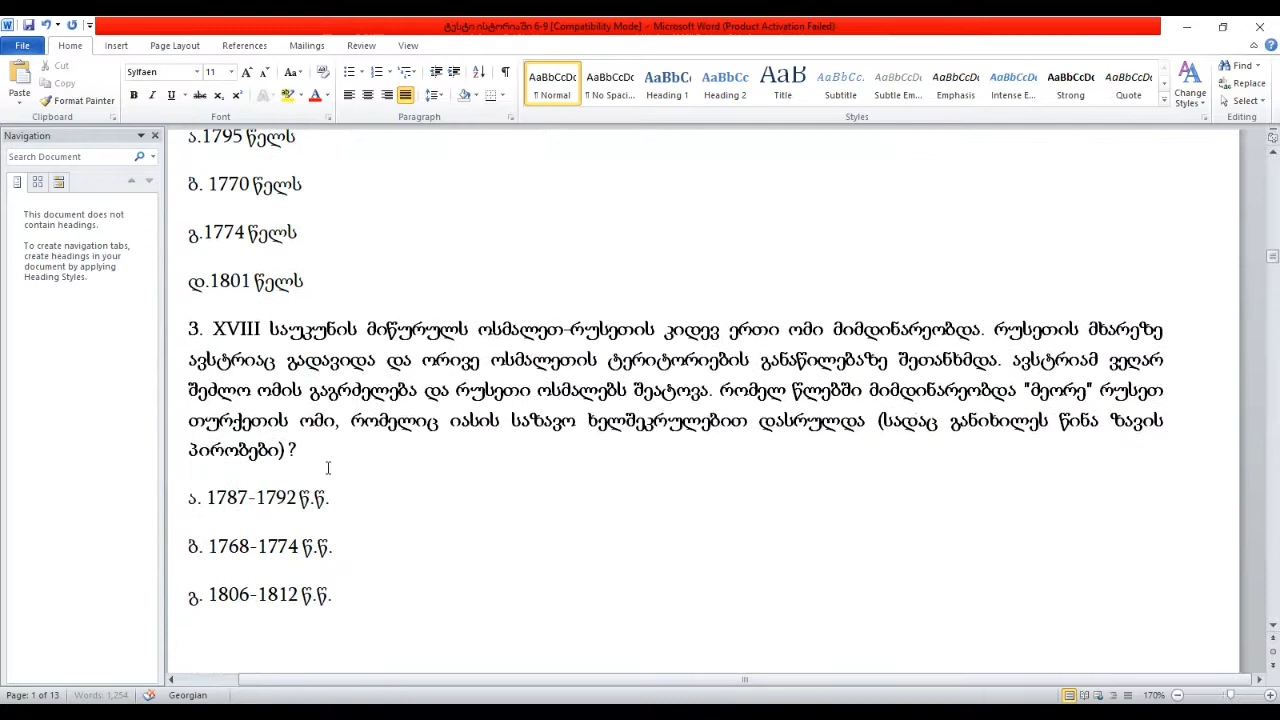 ტესტი ისტორიაში 6-9 [Compatibility Mode] - Microsoft Word (Product Activation Failed)
File Home Insert Page Layout References Mailings Review View
Cut
Copy
Paste
Format Painter
Clipboard
Sylfaen 11
Font
Paragraph
AaBbCcDc AaBbCcDc AaBbCc AaBbCc AaB AaBbCc. AaBbCcDc AaBbCcDc AaBbCcDc AaBbCcDc AaBbCcDc
¶ Normal ¶ No Spaci... Heading 1 Heading 2 Title Subtitle Subtle Em... Emphasis Intense E... Strong Quote
Styles
Change Styles
Find
Replace
Select
Editing
Navigation
Search Document
This document does not
contain headings.
To create navigation tabs,
create headings in your
document by applying
Heading Styles.
ა.1795 წელს
ბ. 1770 წელს
გ.1774 წელს
დ.1801 წელს
3. XVIII საუკუნის მიწურულს ოსმალეთ-რუსეთის კიდევ ერთი ომი მიმდინარეობდა. რუსეთის მხარეზე
ავსტრიაც გადავიდა და ორივე ოსმალეთის ტერიტორიების განაწილებაზე შეთანხმდა. ავსტრიამ ვეღარ
შეძლო ომის გაგრძელება და რუსეთი ოსმალებს შეატოვა. რომელ წლებში მიმდინარეობდა "მეორე" რუსეთ
თურქეთის ომი, რომელიც იასის საზავო ხელშეკრულებით დასრულდა (სადაც განიხილეს წინა ზავის
პირობები)?
ა. 1787-1792 წ.წ.
ბ. 1768-1774 წ.წ.
გ. 1806-1812 წ.წ.
Page: 1 of 13 Words: 1,254 Georgian 170%